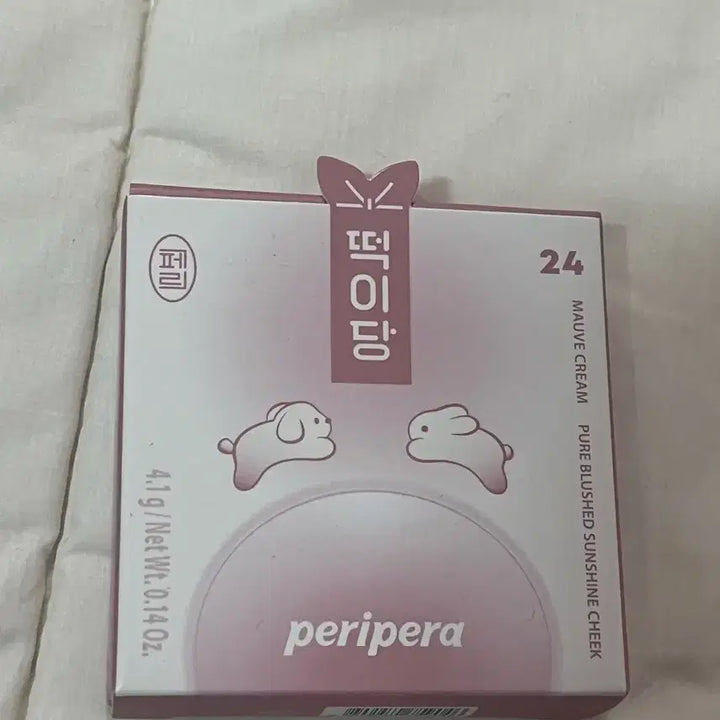 떡이당
페리
24
MAUVE CREAM
PURE BLUSHED SUNSHINE CHEEK
4.1 g / Net Wt. 0.14 Oz.
peripera